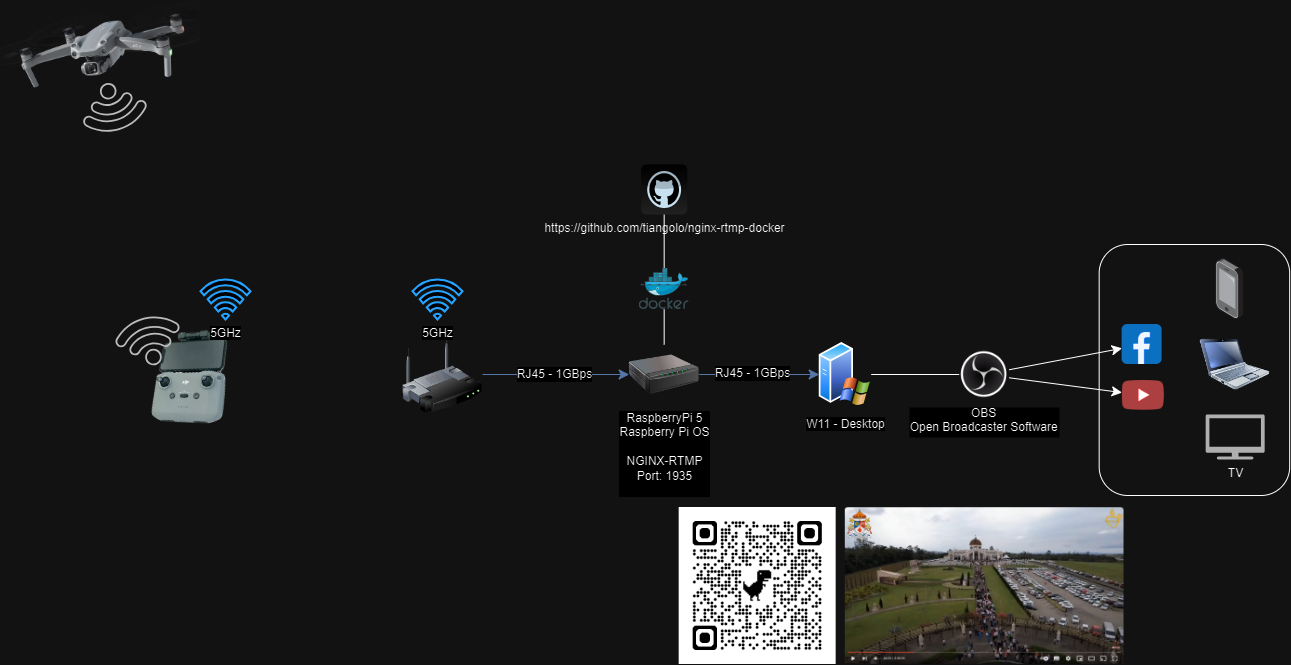 https://github.com/tiangolo/nginx-rtmp-docker
docker
5GHz
5GHz
RJ45 - 1GBps
RJ45 - 1GBps
RaspberryPi 5
Raspberry Pi OS
NGINX-RTMP
Port: 1935
W11 - Desktop
OBS
Open Broadcaster Software
TV